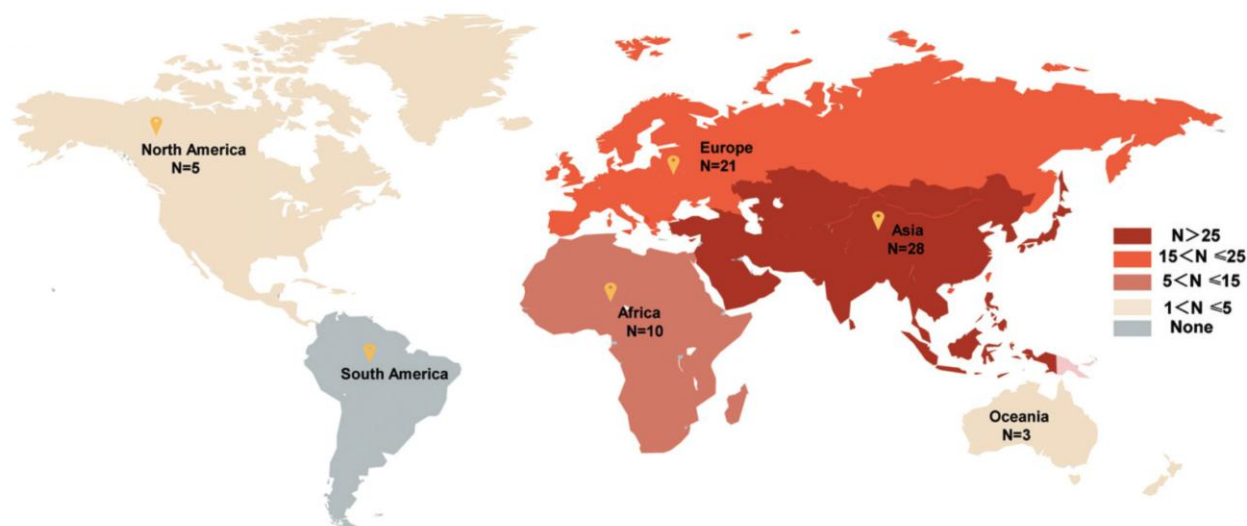 North America
N=5
Europe
N=21
Asia
N=28
Africa
N=10
South America
Oceania
N=3
N＞25
15＜N ≤25
5＜N ≤15
1＜N ≤5
None